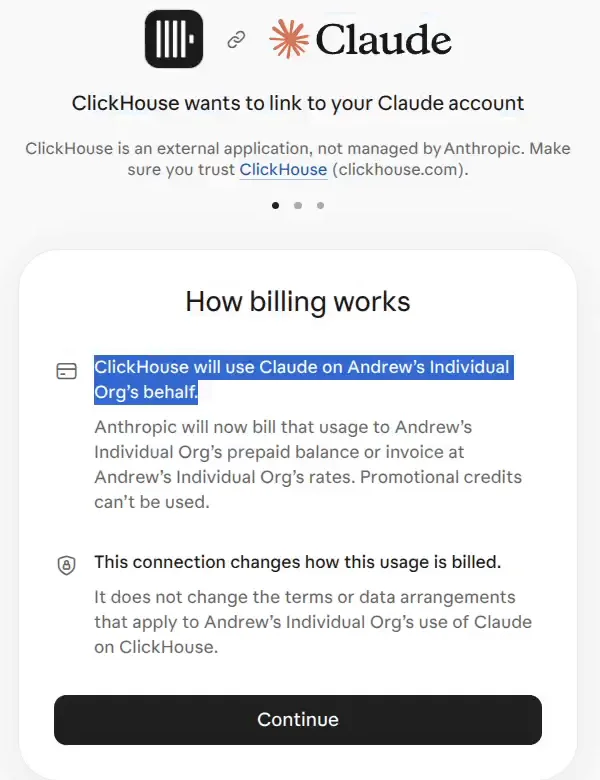 Claude
ClickHouse wants to link to your Claude account
ClickHouse is an external application, not managed by Anthropic. Make
sure you trust ClickHouse (clickhouse.com).
How billing works
ClickHouse will use Claude on Andrew’s Individual
Org’s behalf.
Anthropic will now bill that usage to Andrew’s
Individual Org’s prepaid balance or invoice at
Andrew’s Individual Org’s rates. Promotional credits
can’t be used.
This connection changes how this usage is billed.
It does not change the terms or data arrangements
that apply to Andrew’s Individual Org’s use of Claude
on ClickHouse.
Continue